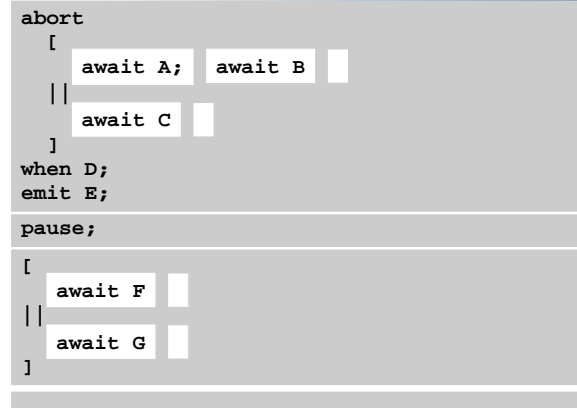 abort
[
await A; await B
||
await C
]
when D;
emit E;
pause;
[
await F
||
await G
]